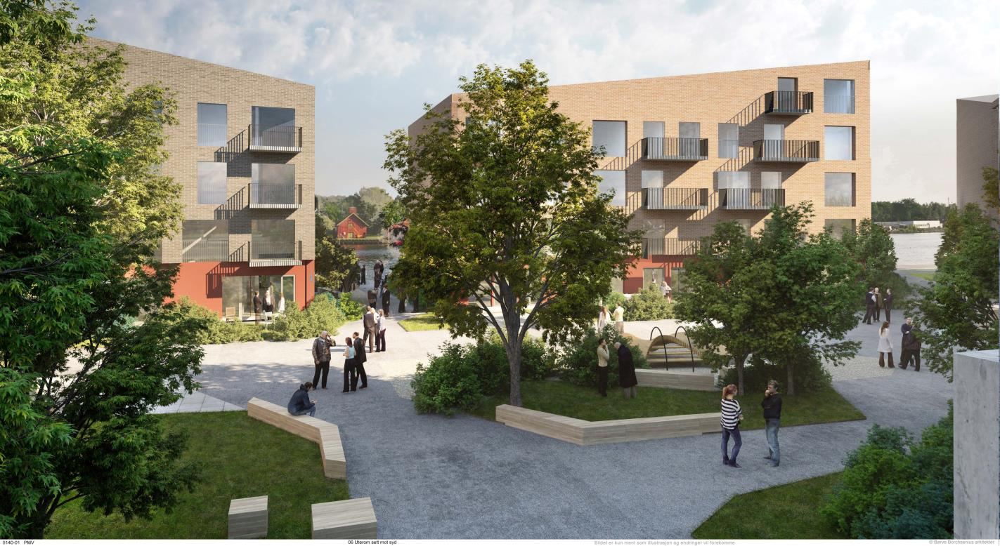 5140-01 PMV
06 Uterom sett mot syd
Bildet er kun ment som illustrasjon og endringer vil forekomme
© Børve Borchsenius arkitekter